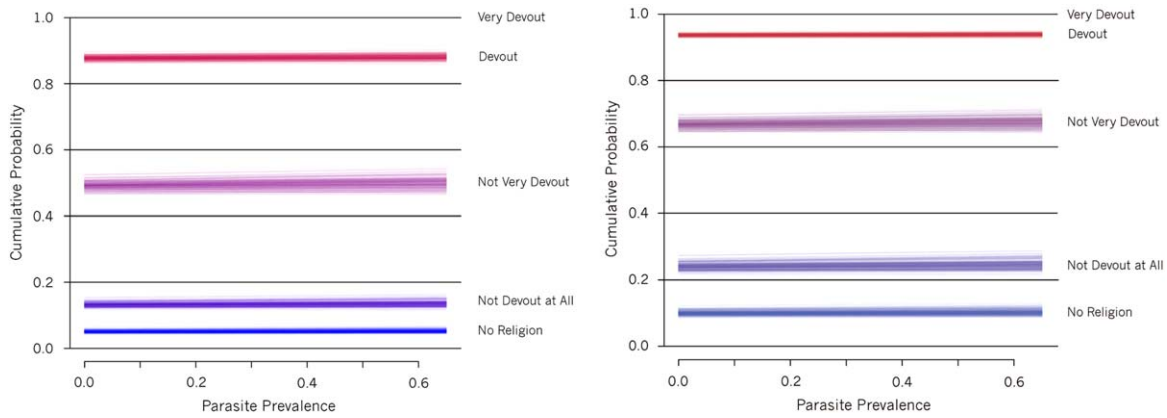 1.0
0.8
0.6
0.4
0.2
0.0
Cumulative Probability
Very Devout
Devout
Not Very Devout
Not Devout at All
No Religion
0.0 0.2 0.4 0.6
Parasite Prevalence
1.0
0.8
0.6
0.4
0.2
0.0
Cumulative Probability
Very Devout
Devout
Not Very Devout
Not Devout at All
No Religion
0.0 0.2 0.4 0.6
Parasite Prevalence